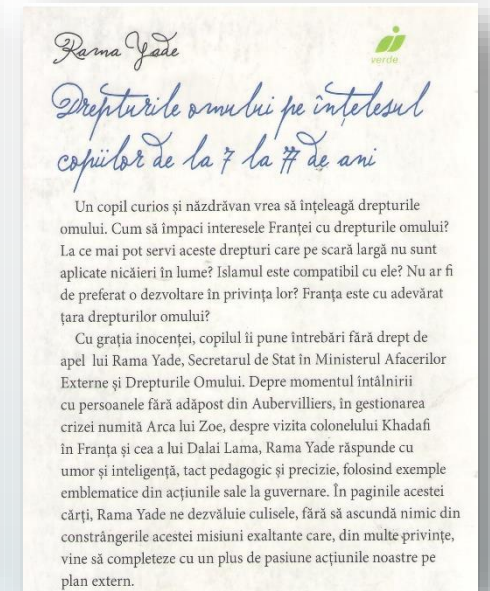 Rama Yade
verde
Drepturile omului pe înțelesul
copiilor de la 7 la 77 de ani
Un copil curios și năzdrăvan vrea să înțeleagă drepturile
omului. Cum să împaci interesele Franței cu drepturile omului?
La ce mai pot servi aceste drepturi care pe scară largă nu sunt
aplicate nicăieri în lume? Islamul este compatibil cu ele? Nu ar fi
de preferat o dezvoltare în privința lor? Franța este cu adevărat
țara drepturilor omului?
Cu grația inocenței, copilul îi pune întrebări fără drept de
apel lui Rama Yade, Secretarul de Stat în Ministerul Afacerilor
Externe și Drepturile Omului. Depre momentul întâlnirii
cu persoanele fără adăpost din Aubervilliers, în gestionarea
crizei numită Arca lui Zoe, despre vizita colonelului Khadafi
în Franța și cea a lui Dalai Lama, Rama Yade răspunde cu
umor și inteligență, tact pedagogic și precizie, folosind exemple
emblematice din acțiunile sale la guvernare. În paginile acestei
cărți, Rama Yade ne dezvăluie culisele, fără să ascundă nimic din
constrângerile acestei misiuni exaltante care, din multe privințe,
vine să completeze cu un plus de pasiune acțiunile noastre pe
plan extern.